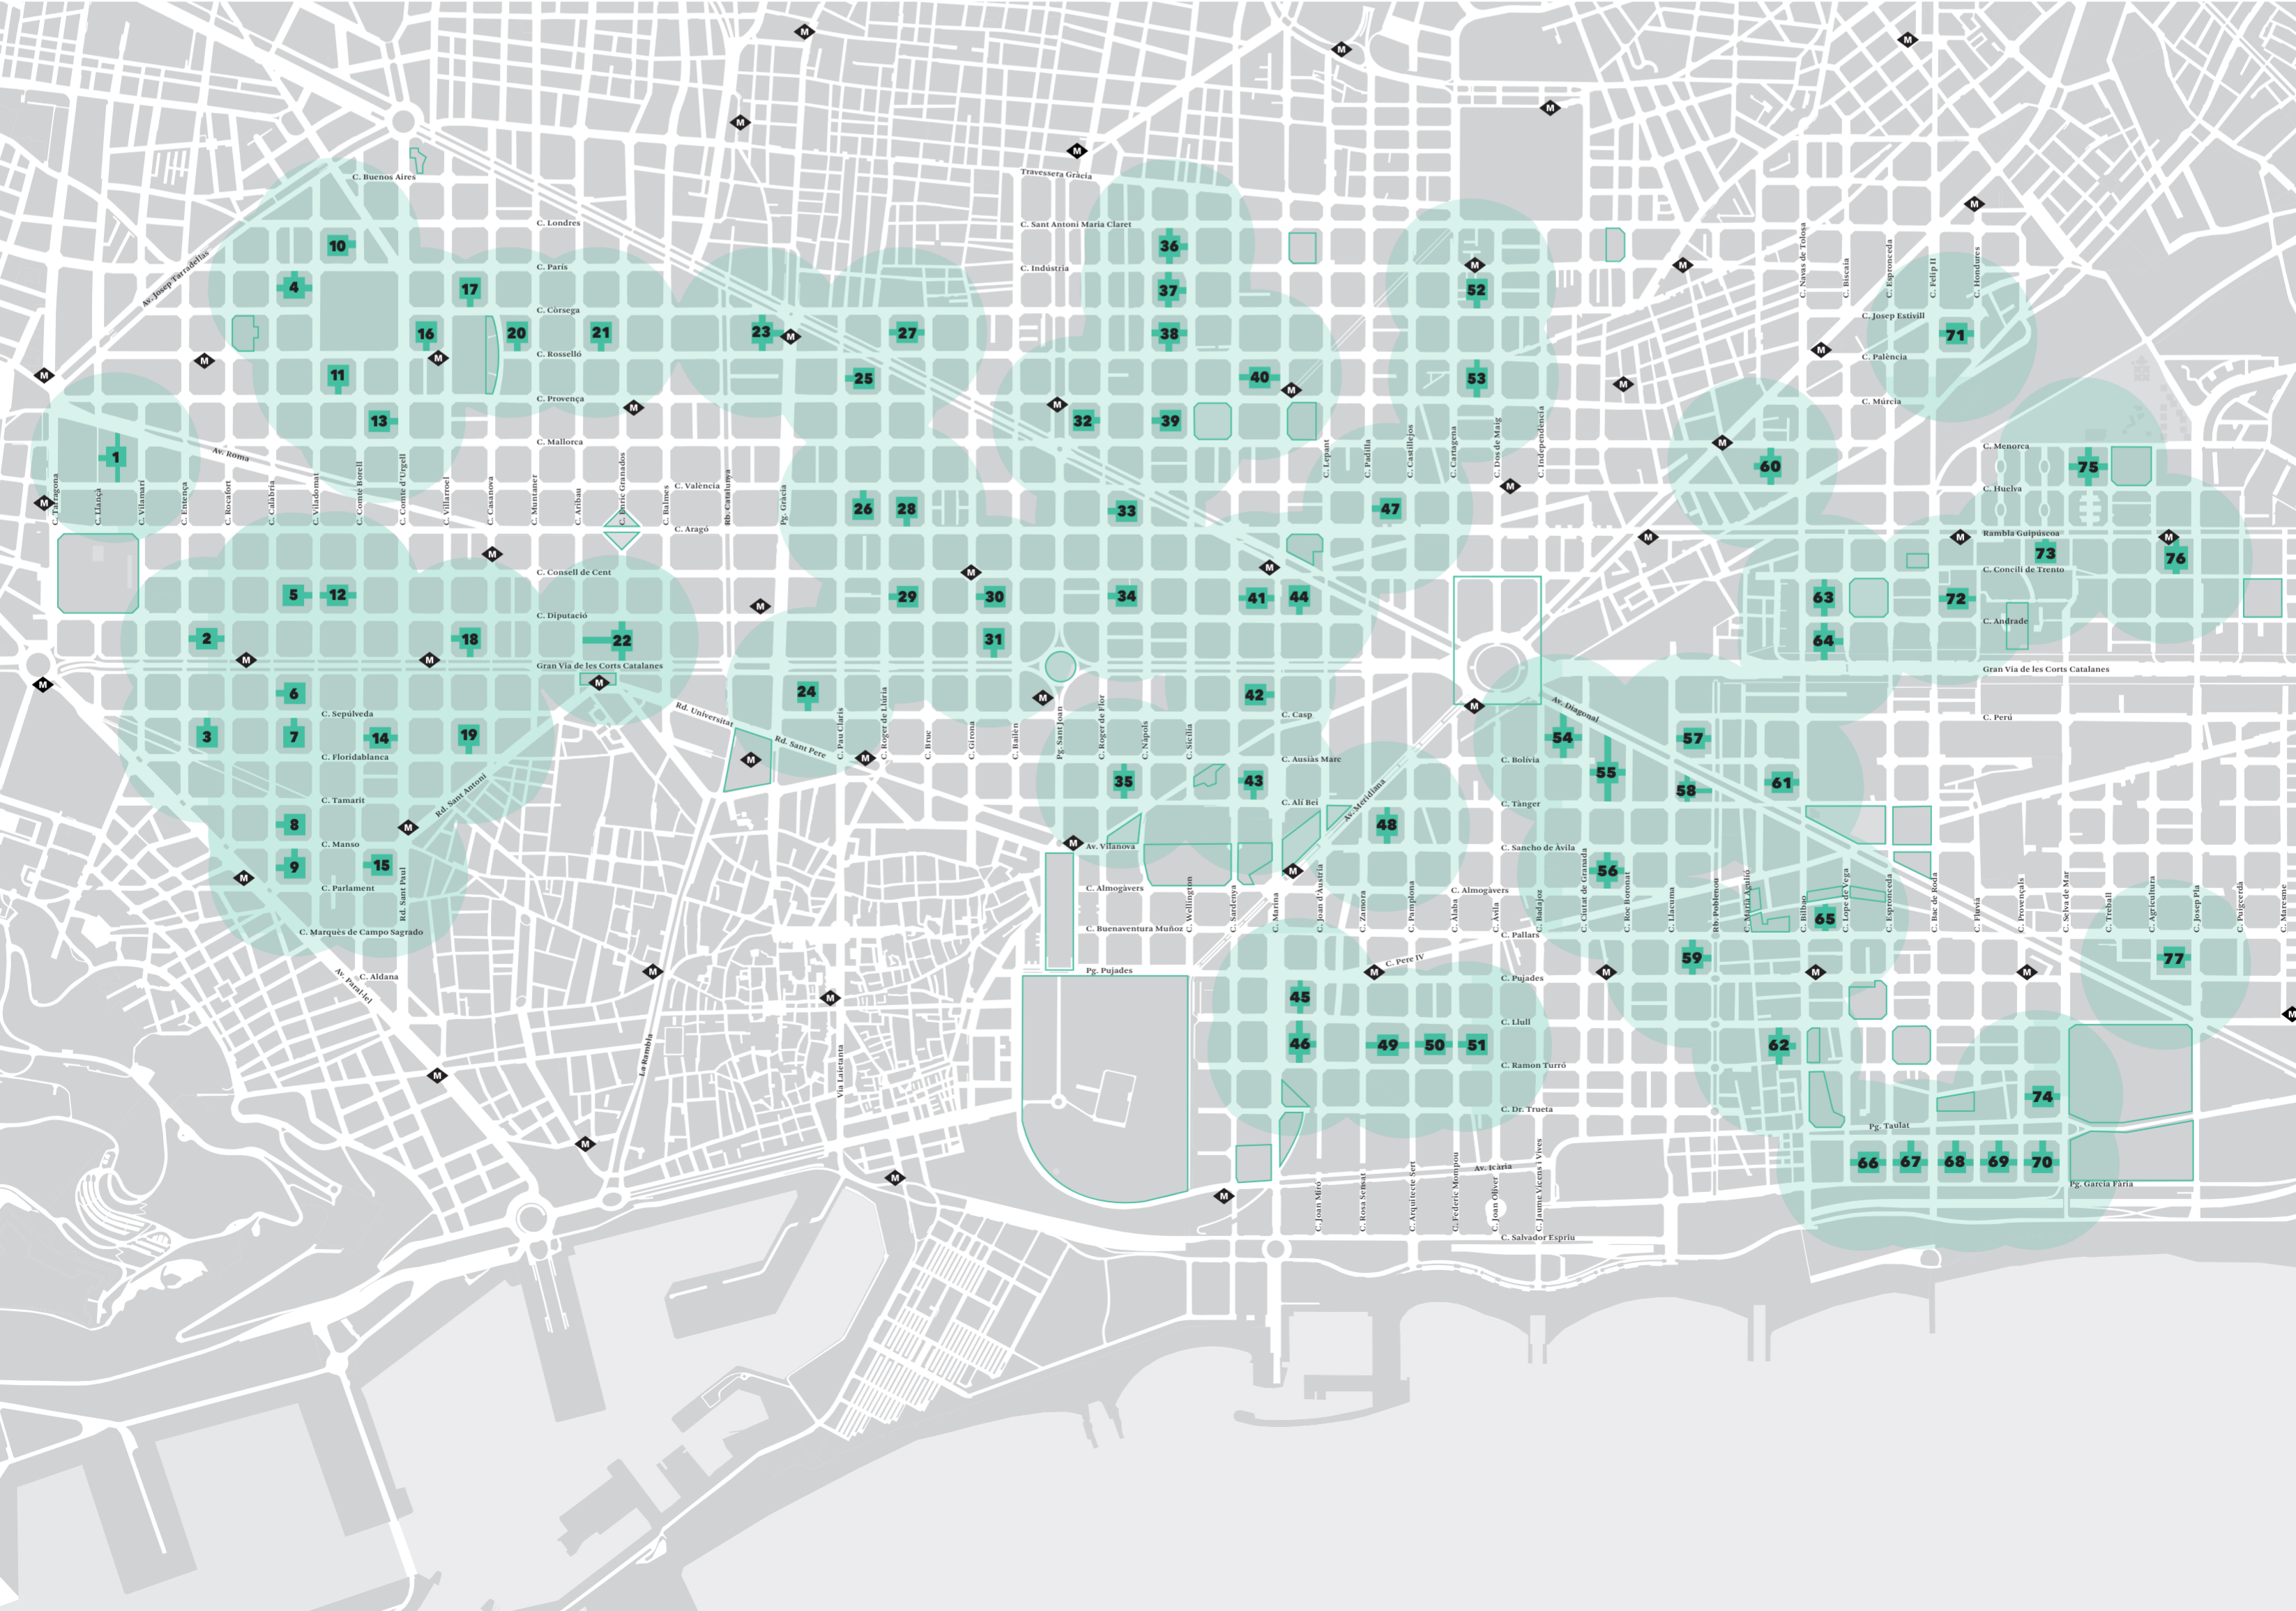 M
M
M
M
M
M
M
Travessera Gràcia
C. Buenos Aires
M
C. Londres
C. Sant Antoni Maria Claret
10
36
C. París
C. Indústria
M
M
C. Navas de Tolosa
C. Biscaia
C. Espronceda
C. Felip II
C. Hondures
Av. Josep Tarradellas
4
17
37
52
C. Còrsega
C. Josep Estivill
16
20
21
23
M
27
38
71
M
M
C. Rosselló
M
C. Palència
M
11
25
40
M
53
M
C. Provença
M
M
C. Múrcia
13
32
39
C. Mallorca
M
C. Menorca
Av. Roma
1
60
75
C. València
M
C. Huelva
C. Tarragona
C. Llançà
C. Vilamarí
C. Entença
C. Rocafort
C. Calàbria
C. Viladomat
C. Comte Borell
C. Comte d'Urgell
C. Villarroel
C. Casanova
C. Muntaner
C. Aribau
C. Enric Granados
C. Balmes
Rb. Catalunya
Pg. Gràcia
C. Lepant
C. Padilla
C. Castillejos
C. Cartagena
C. Dos de Maig
C. Independència
M
26
28
33
47
C. Aragó
Rambla Guipúscoa
M
M
M
M
73
76
C. Consell de Cent
M
M
C. Concili de Trento
5
12
29
30
34
41
44
63
72
M
C. Diputació
C. Andrade
2
18
22
31
64
M
M
Gran Via de les Corts Catalanes
Gran Via de les Corts Catalanes
M
M
6
24
M
42
M
Av. Diagonal
C. Sepúlveda
Rd. Universitat
C. Casp
C. Perú
3
7
14
19
Rd. Sant Pere
C. Pau Claris
C. Roger de Llúria
C. Bruc
C. Girona
C. Bailèn
Pg. Sant Joan
C. Roger de Flor
C. Nàpols
C. Sicília
54
57
C. Floridablanca
M
M
C. Ausiàs Marc
C. Bolívia
35
43
55
58
61
C. Tamarit
Rd. Sant Antoni
C. Alí Bei
Av. Meridiana
C. Tànger
8
M
48
C. Manso
M
Av. Vilanova
C. Sancho de Àvila
9
15
M
M
56
C. Parlament
Rd. Sant Paul
C. Almogàvers
C. Almogàvers
C. Wellington
C. Sardenya
C. Marina
C. Joan d'Àustria
C. Zamora
C. Pamplona
C. Àlaba
C. Àvila
C. Badajoz
C. Ciutat de Granada
C. Roc Boronat
C. Llacuna
Rb. Poblenou
C. Maria Aguiló
C. Bilbao
C. Lope de Vega
C. Espronceda
C. Bac de Roda
C. Fluvià
C. Provençals
C. Selva de Mar
C. Treball
C. Agricultura
C. Josep Pla
C. Puigcerdà
C. Maresme
65
C. Marquès de Campo Sagrado
C. Buenaventura Muñoz
C. Pallars
59
77
C. Pere IV
Av. Paral·lel
C. Aldana
M
Pg. Pujades
M
C. Pujades
M
M
M
M
45
M
C. Llull
46
49
50
51
62
La Rambla
Via Laietana
C. Ramon Turró
M
74
C. Dr. Trueta
Pg. Taulat
M
66
67
68
69
70
M
M
Av. Icària
Pg. Garcia Fària
C. Joan Miró
C. Rosa Sensat
C. Arquitecte Sert
C. Federic Mompou
C. Joan Oliver
C. Jaume Vicens i Vives
C. Salvador Espriu